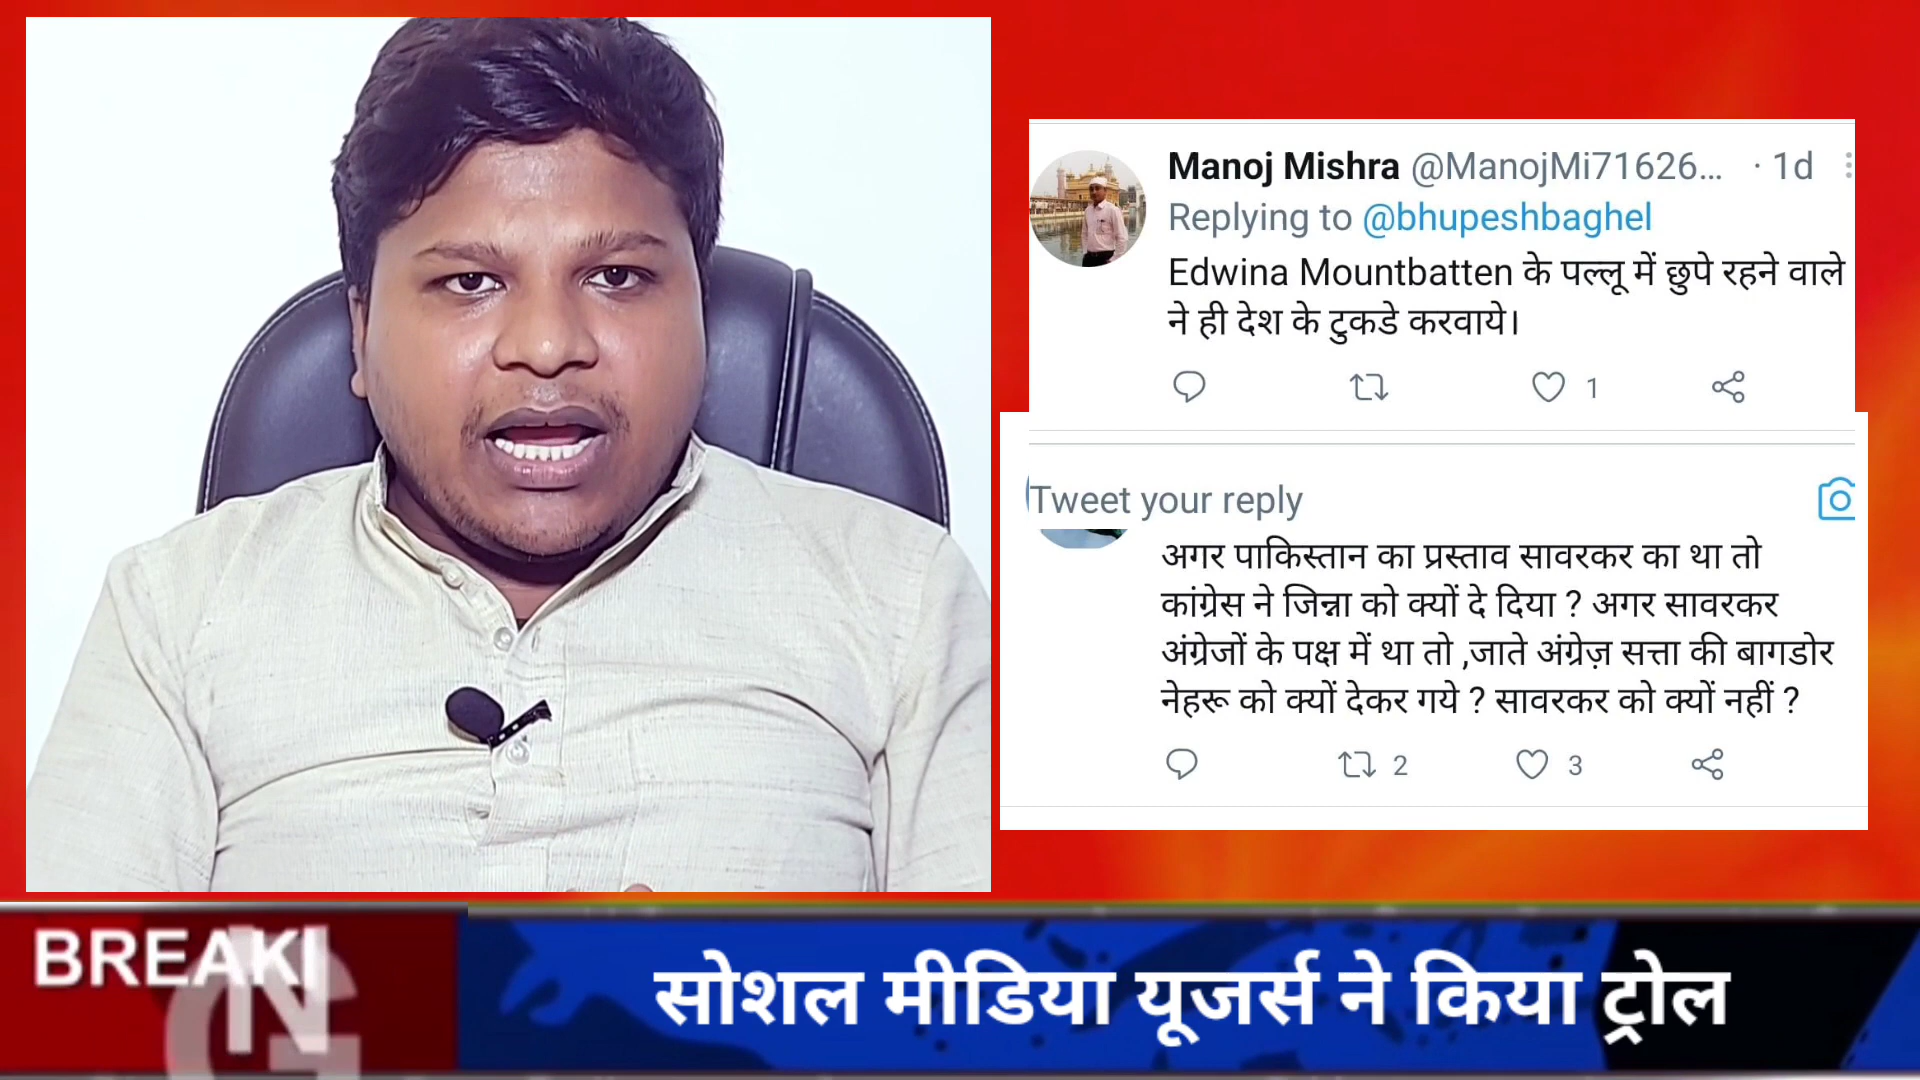 Manoj Mishra @ManojMi71626... · 1d
Replying to @bhupeshbaghel
Edwina Mountbatten के पल्लू में छुपे रहने वाले
ने ही देश के टुकडे करवाये।
1
Tweet your reply
अगर पाकिस्तान का प्रस्ताव सावरकर का था तो
कांग्रेस ने जिन्ना को क्यों दे दिया ? अगर सावरकर
अंग्रेजों के पक्ष में था तो ,जाते अंग्रेज़ सत्ता की बागडोर
नेहरू को क्यों देकर गये ? सावरकर को क्यों नहीं ?
2 3
BREAKING
सोशल मीडिया यूजर्स ने किया ट्रोल